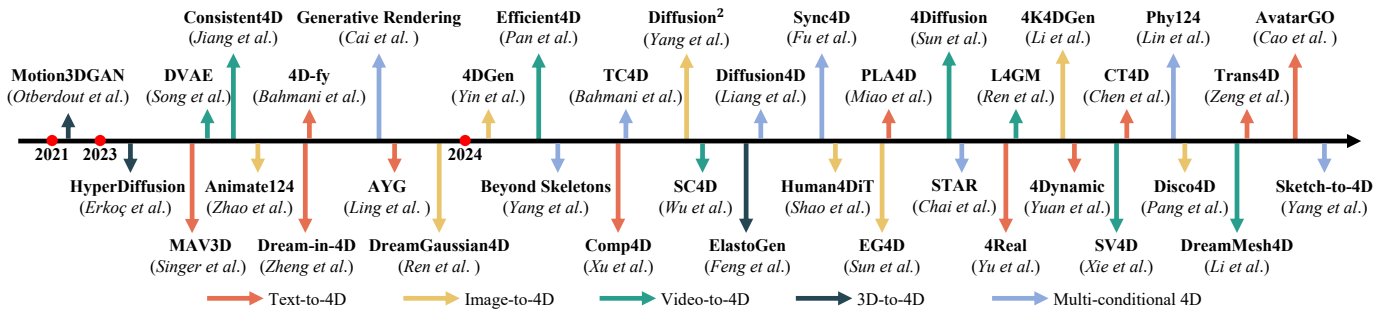 Consistent4D
(Jiang et al.)
Generative Rendering
(Cai et al. )
Efficient4D
(Pan et al.)
Diffusion²
(Yang et al.)
Sync4D
(Fu et al.)
4Diffusion
(Sun et al.)
4K4DGen
(Li et al.)
Phy124
(Lin et al.)
AvatarGO
(Cao et al. )
Motion3DGAN
(Otberdout et al.)
DVAE
(Song et al.)
4D-fy
(Bahmani et al.)
4DGen
(Yin et al.)
TC4D
(Bahmani et al.)
Diffusion4D
(Liang et al.)
PLA4D
(Miao et al.)
L4GM
(Ren et al.)
CT4D
(Chen et al.)
Trans4D
(Zeng et al.)
2021
2023
2024
HyperDiffusion
(Erkoç et al.)
Animate124
(Zhao et al.)
AYG
(Ling et al. )
Beyond Skeletons
(Yang et al.)
SC4D
(Wu et al.)
Human4DiT
(Shao et al.)
STAR
(Chai et al.)
4Dynamic
(Yuan et al.)
Disco4D
(Pang et al.)
Sketch-to-4D
(Yang et al.)
MAV3D
(Singer et al.)
Dream-in-4D
(Zheng et al.)
DreamGaussian4D
(Ren et al. )
Comp4D
(Xu et al.)
ElastoGen
(Feng et al.)
EG4D
(Sun et al.)
4Real
(Yu et al.)
SV4D
(Xie et al.)
DreamMesh4D
(Li et al.)
Text-to-4D
Image-to-4D
Video-to-4D
3D-to-4D
Multi-conditional 4D